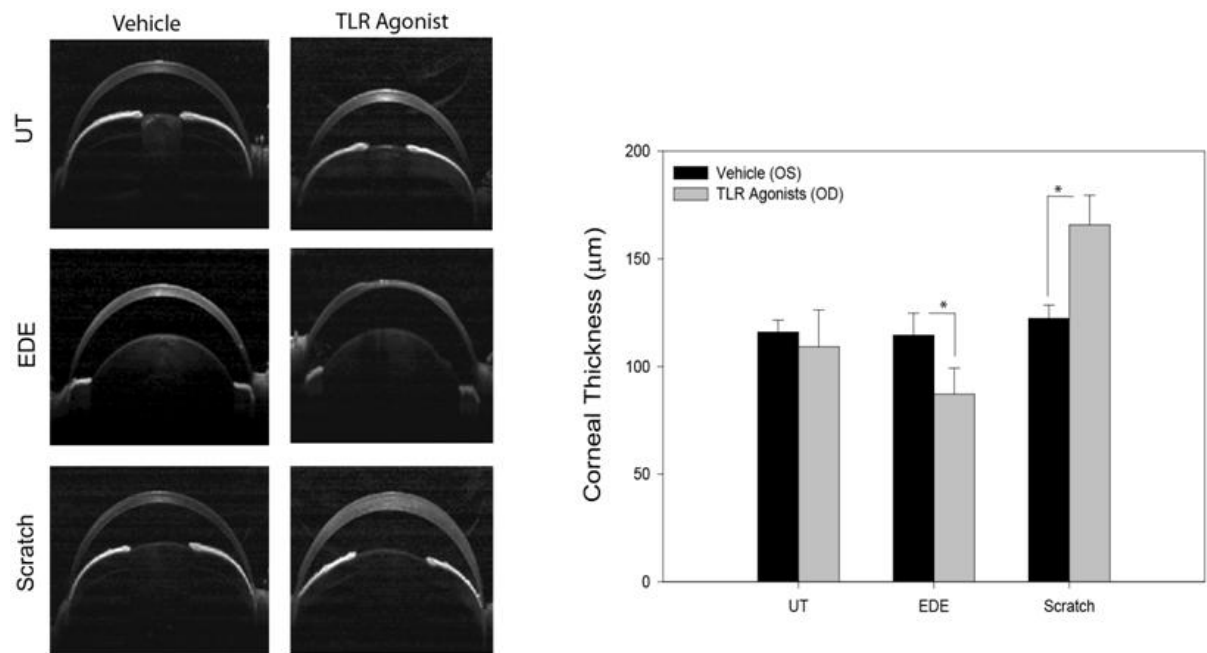 Vehicle
TLR Agonist
UT
EDE
Scratch
Corneal Thickness (μm)
200
150
100
50
0
Vehicle (OS)
TLR Agonists (OD)
*
*
UT
EDE
Scratch